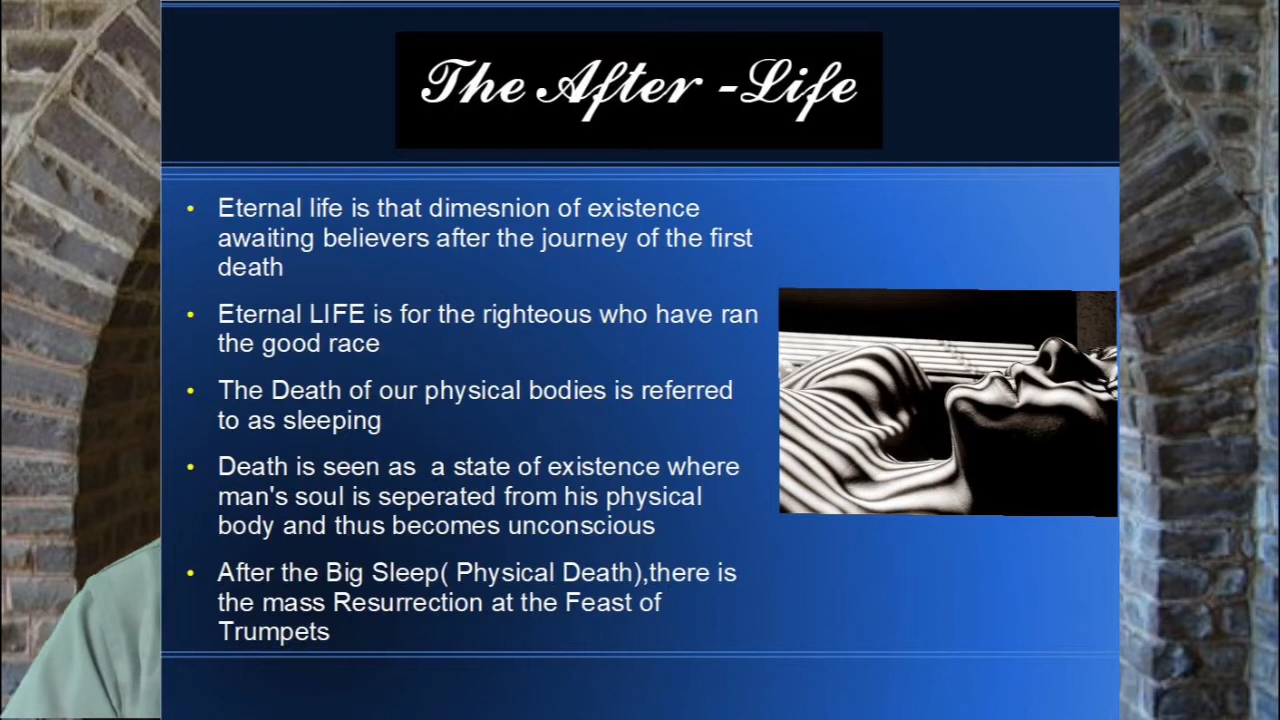 The After -Life
• Eternal life is that dimesnion of existence
awaiting believers after the journey of the first
death
• Eternal LIFE is for the righteous who have ran
the good race
• The Death of our physical bodies is referred
to as sleeping
• Death is seen as  a state of existence where
man's soul is seperated from his physical
body and thus becomes unconscious
• After the Big Sleep( Physical Death),there is
the mass Resurrection at the Feast of
Trumpets